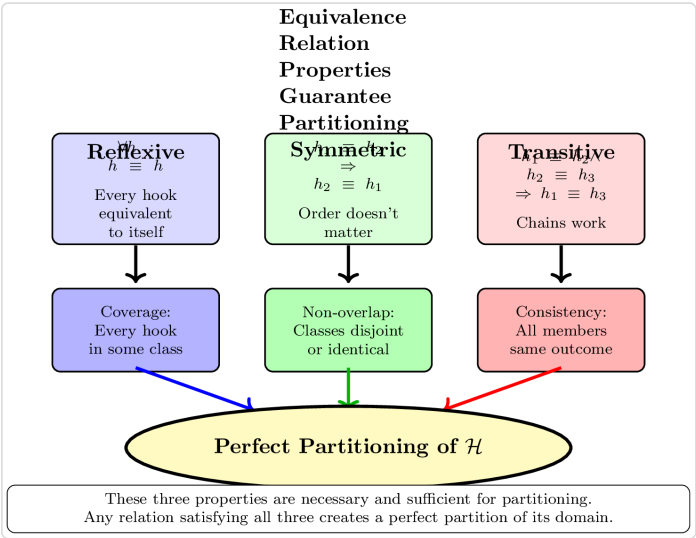 Equivalence
Relation
Properties
Guarantee
Partitioning
Reflexive
h ≡ h
Every hook
equivalent
to itself
Symmetric
⇒
h₂ ≡ h₁
Order doesn't
matter
Transitive
h₂ ≡ h₃
⇒ h₁ ≡ h₃
Chains work
Coverage:
Every hook
in some class
Non-overlap:
Classes disjoint
or identical
Consistency:
All members
same outcome
Perfect Partitioning of ℋ
These three properties are necessary and sufficient for partitioning.
Any relation satisfying all three creates a perfect partition of its domain.